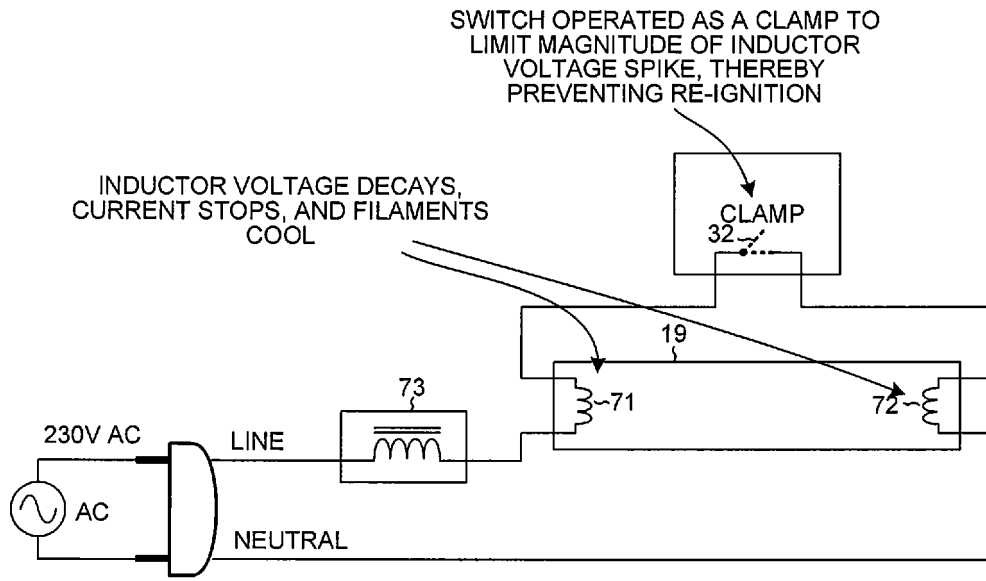 SWITCH OPERATED AS A CLAMP TO
LIMIT MAGNITUDE OF INDUCTOR
VOLTAGE SPIKE, THEREBY
PREVENTING RE-IGNITION
INDUCTOR VOLTAGE DECAYS,
CURRENT STOPS, AND FILAMENTS
COOL
CLAMP
32
19
73
71
72
230V AC
LINE
AC
NEUTRAL